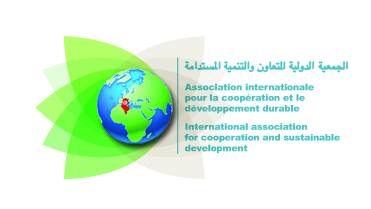 الجمعية الدولية للتعاون والتنمية المستدامة
Association internationale
pour la coopération et le
développement durable
International association
for cooperation and sustainable
development